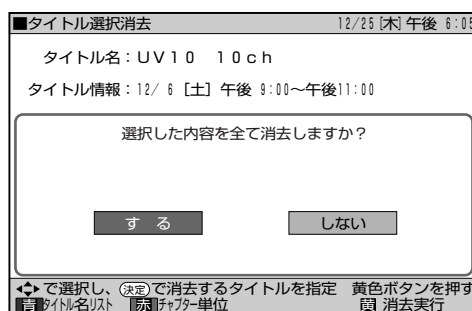 ■タイトル選択消去 12/25[木]午後 6:05
タイトル名：UV10 10ch
タイトル情報：12/ 6 [土] 午後 9:00～午後11:00
選択した内容を全て消去しますか？
する しない
で選択し、決定で消去するタイトルを指定 黄色ボタンを押す
青 タイトル名リスト 赤 チャプター単位 黄 消去実行